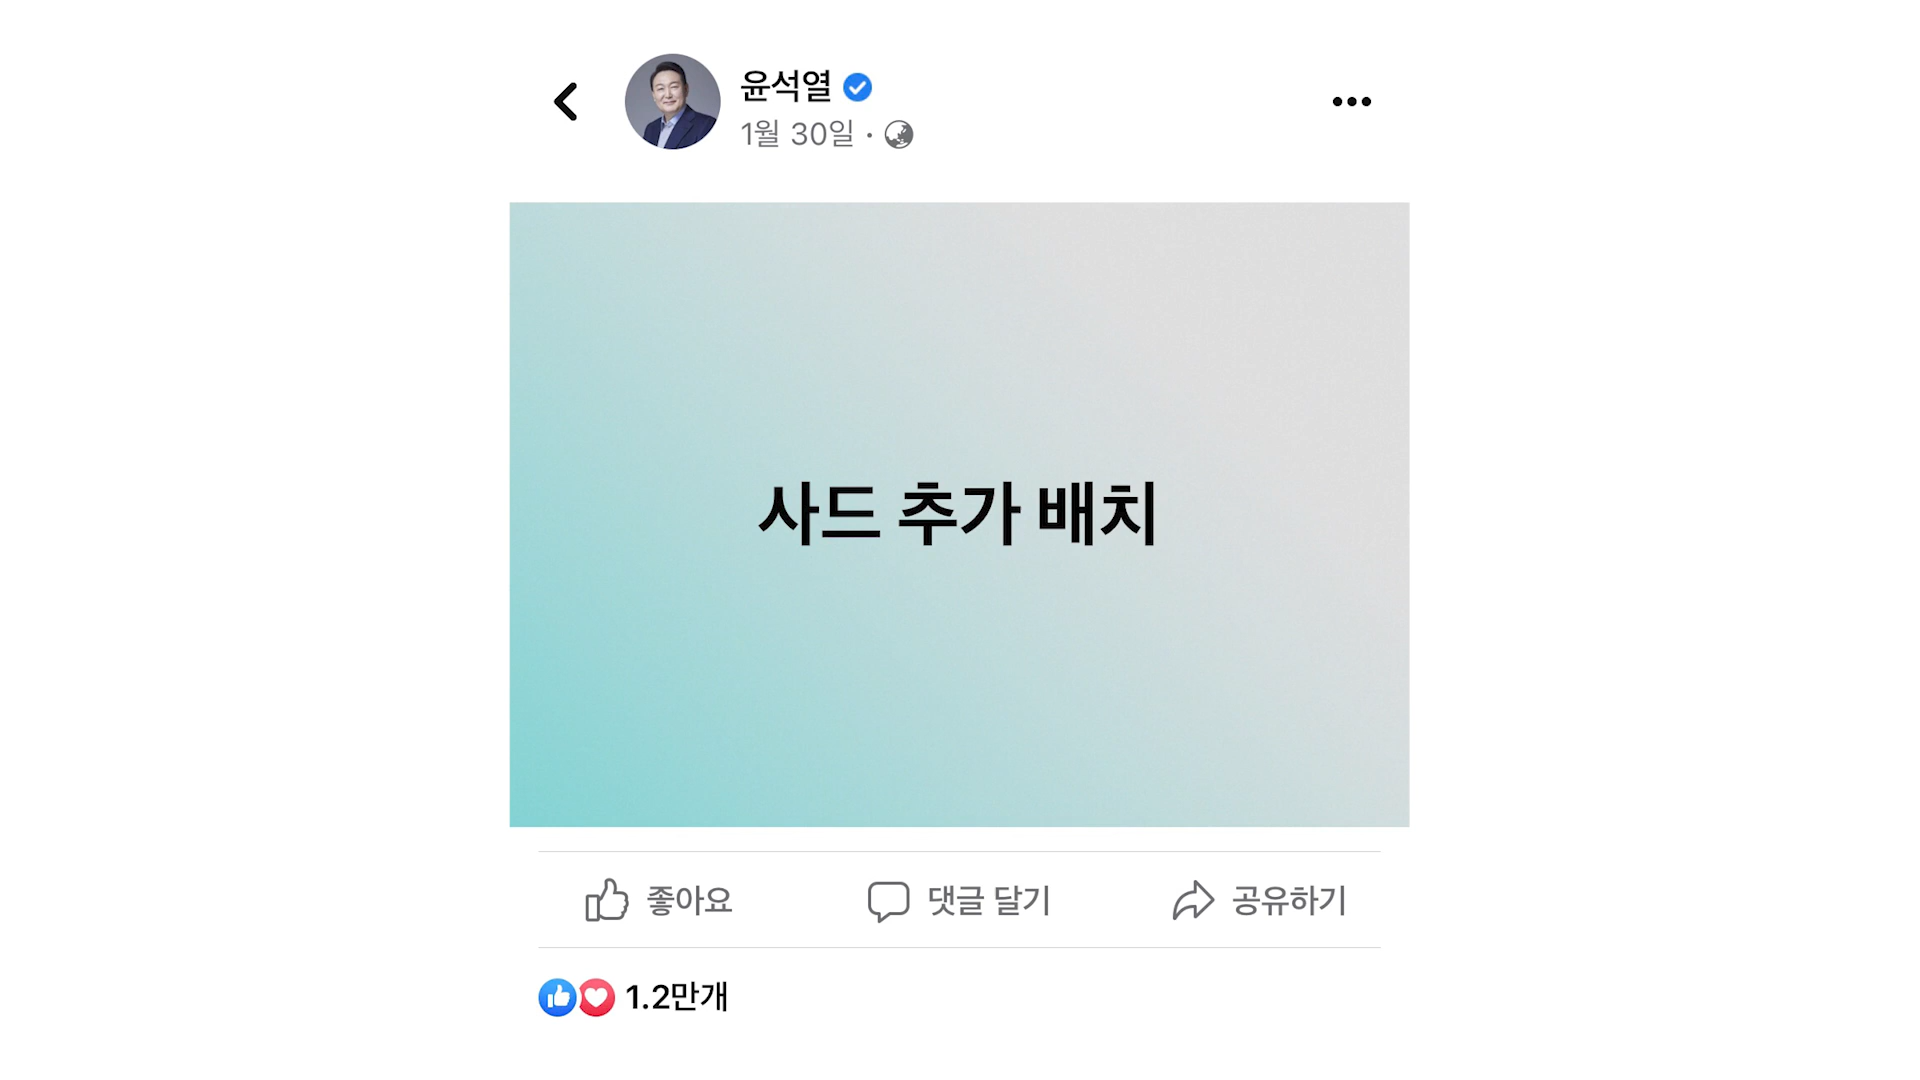 윤석열
1월 30일 ·
사드 추가 배치
좋아요
댓글 달기
공유하기
1.2만개